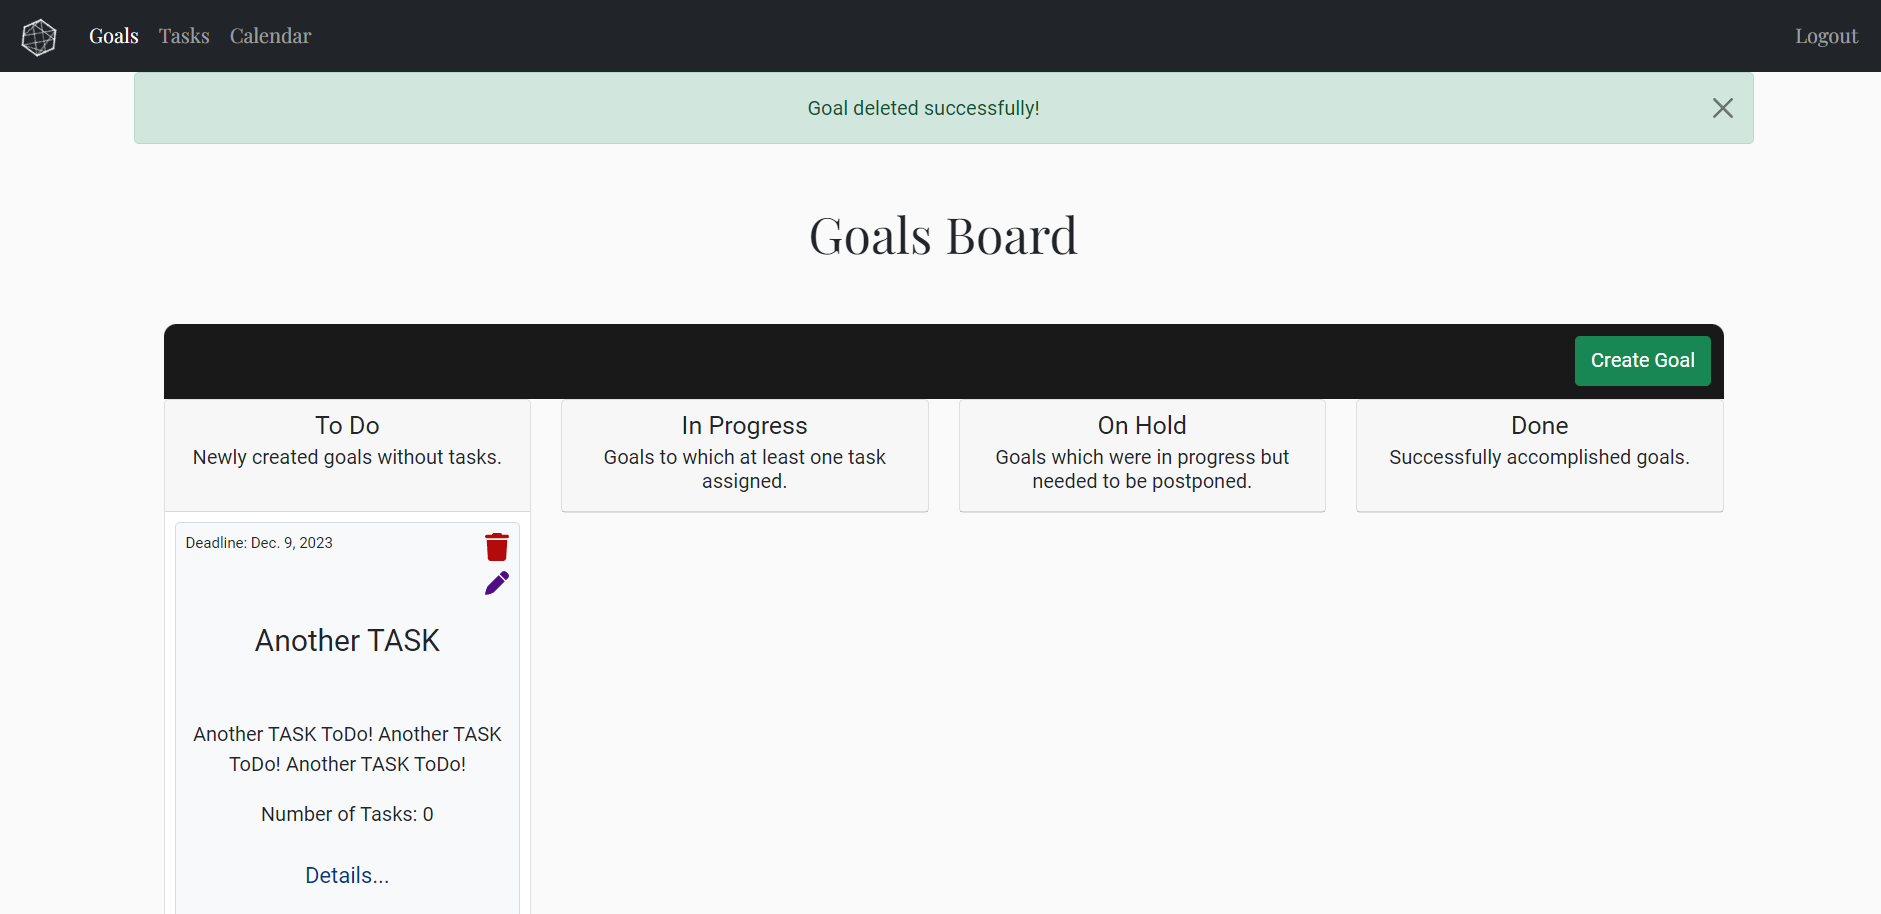 Goals Tasks Calendar Logout
Goal deleted successfully!
Goals Board
Create Goal
To Do
Newly created goals without tasks.
In Progress
Goals to which at least one task
assigned.
On Hold
Goals which were in progress but
needed to be postponed.
Done
Successfully accomplished goals.
Deadline: Dec. 9, 2023
Another TASK
Another TASK ToDo! Another TASK
ToDo! Another TASK ToDo!
Number of Tasks: 0
Details...